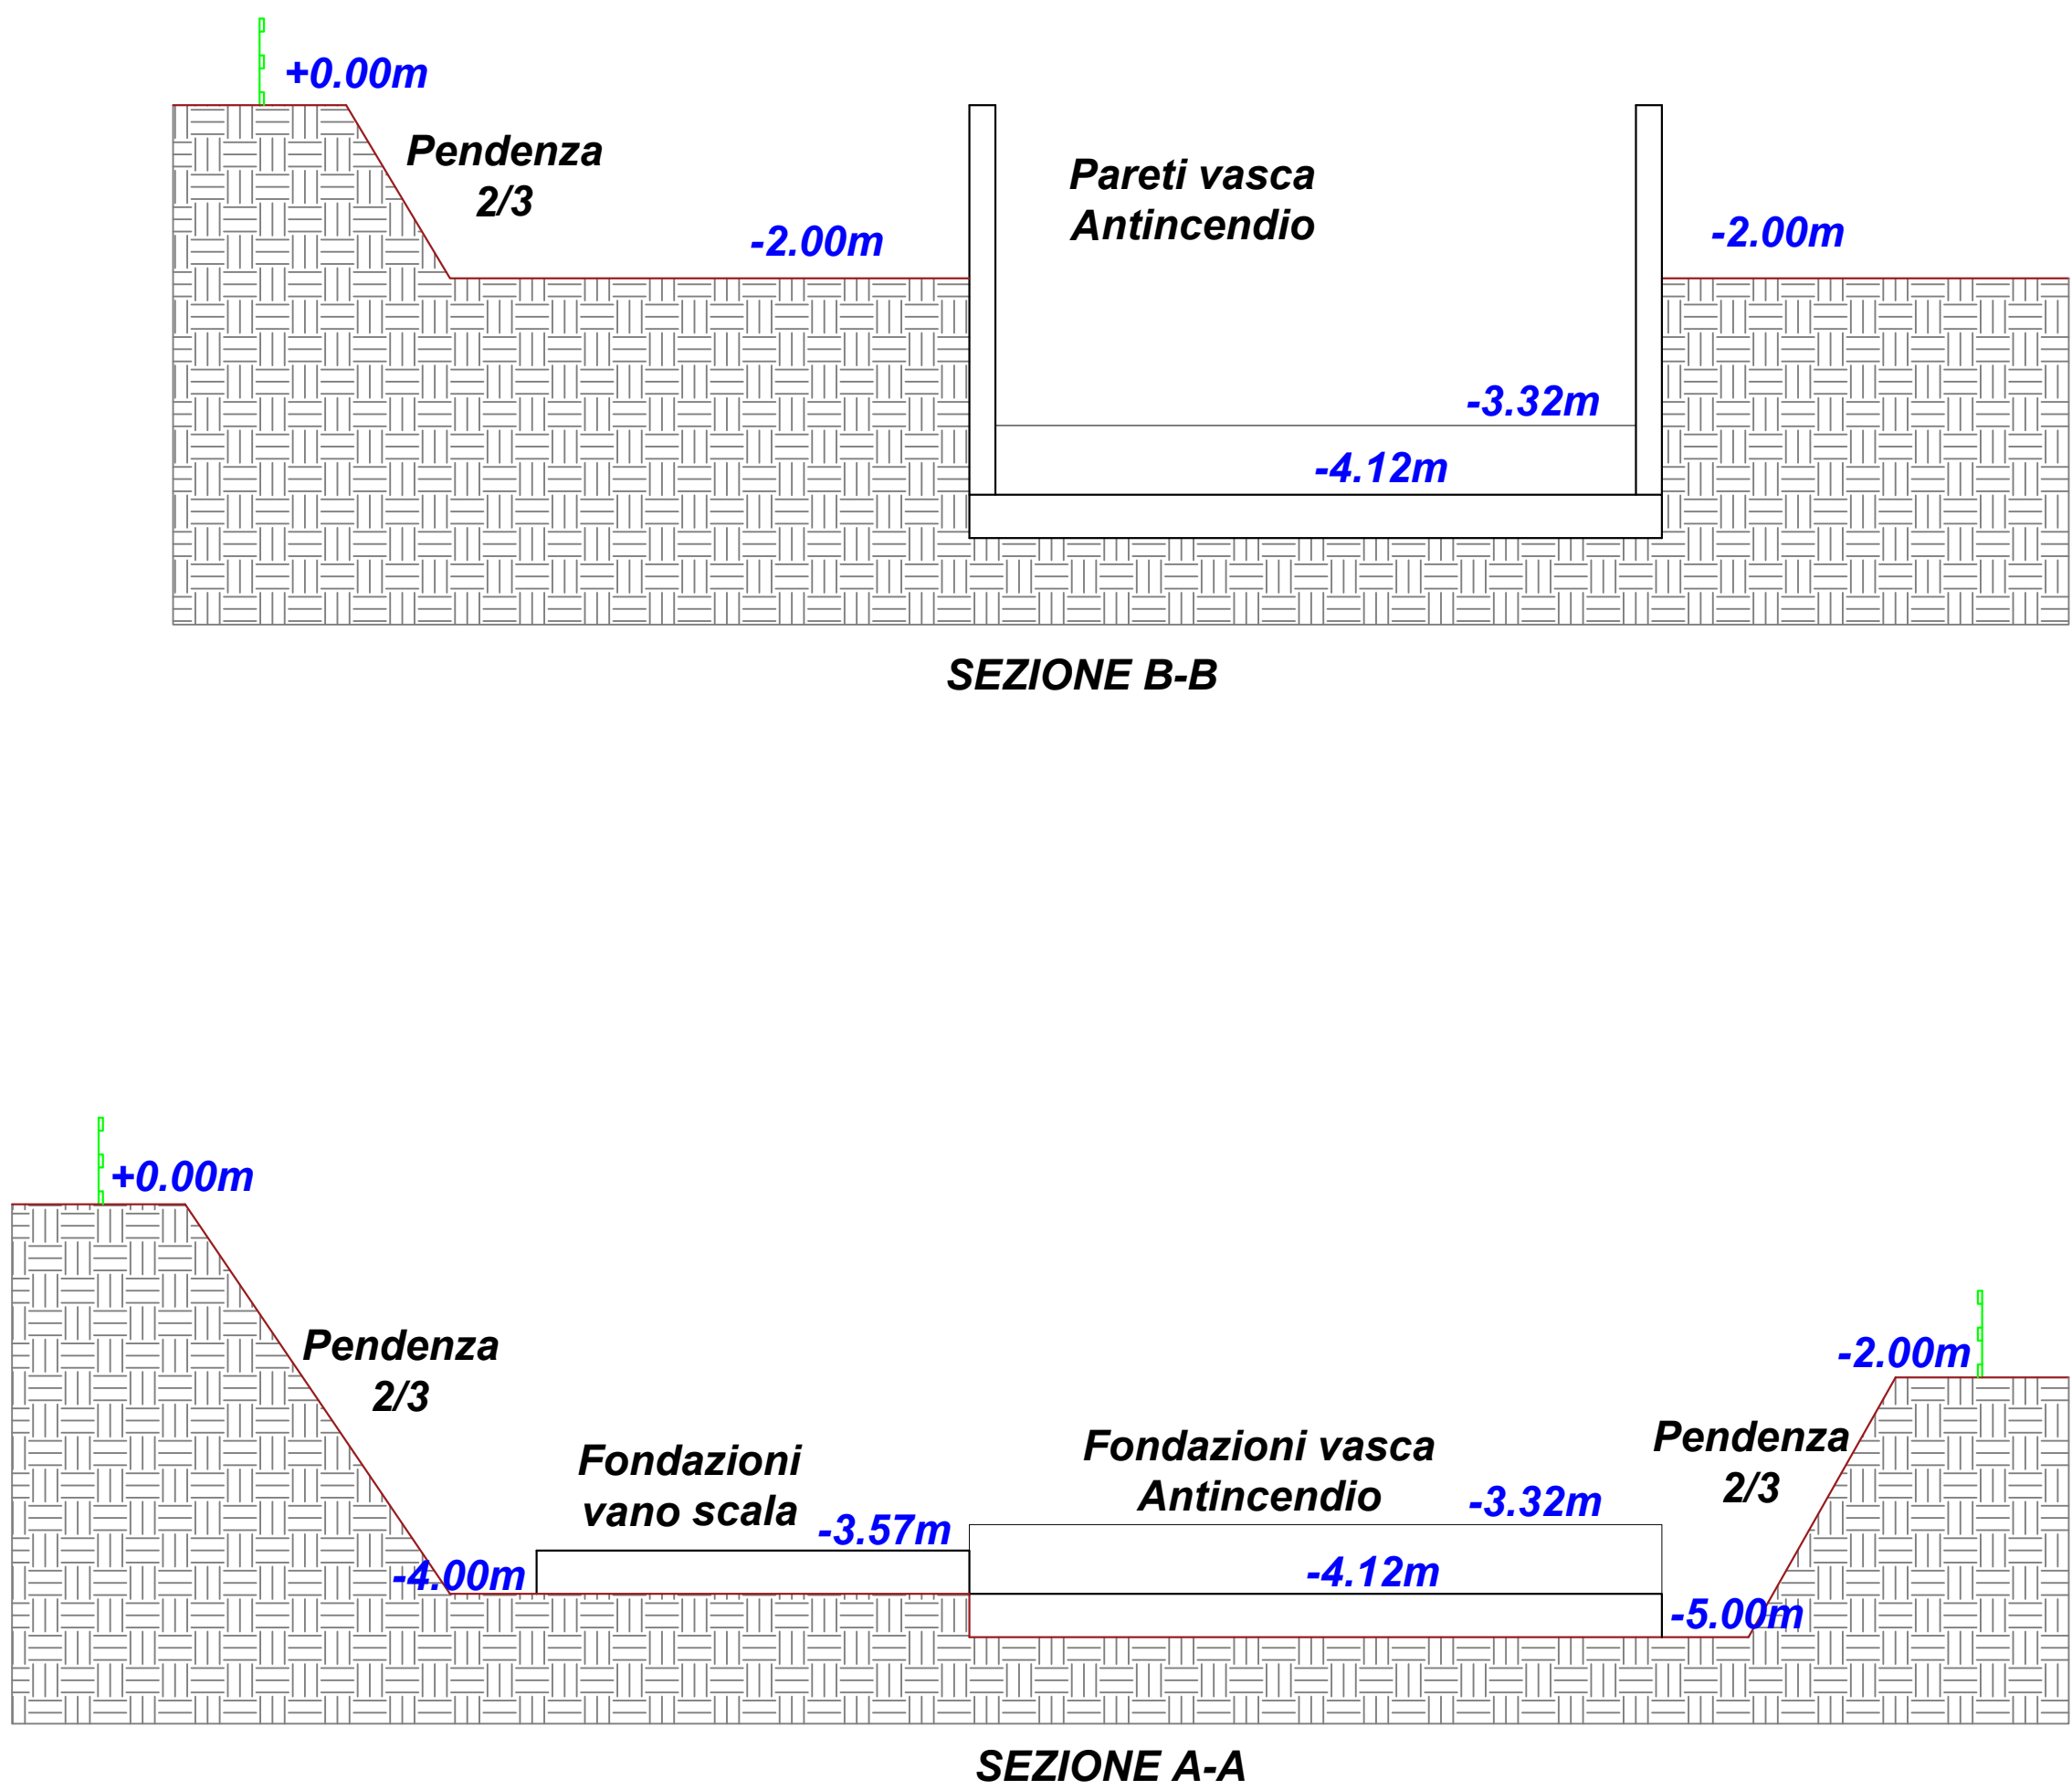 +0.00m
Pendenza
2/3
-2.00m
Pareti vasca
Antincendio
-2.00m
-3.32m
-4.12m
SEZIONE B-B
+0.00m
Pendenza
2/3
-4.00m
Fondazioni
vano scala
-3.57m
Fondazioni vasca
Antincendio
-3.32m
-4.12m
-2.00m
Pendenza
2/3
-5.00m
SEZIONE A-A